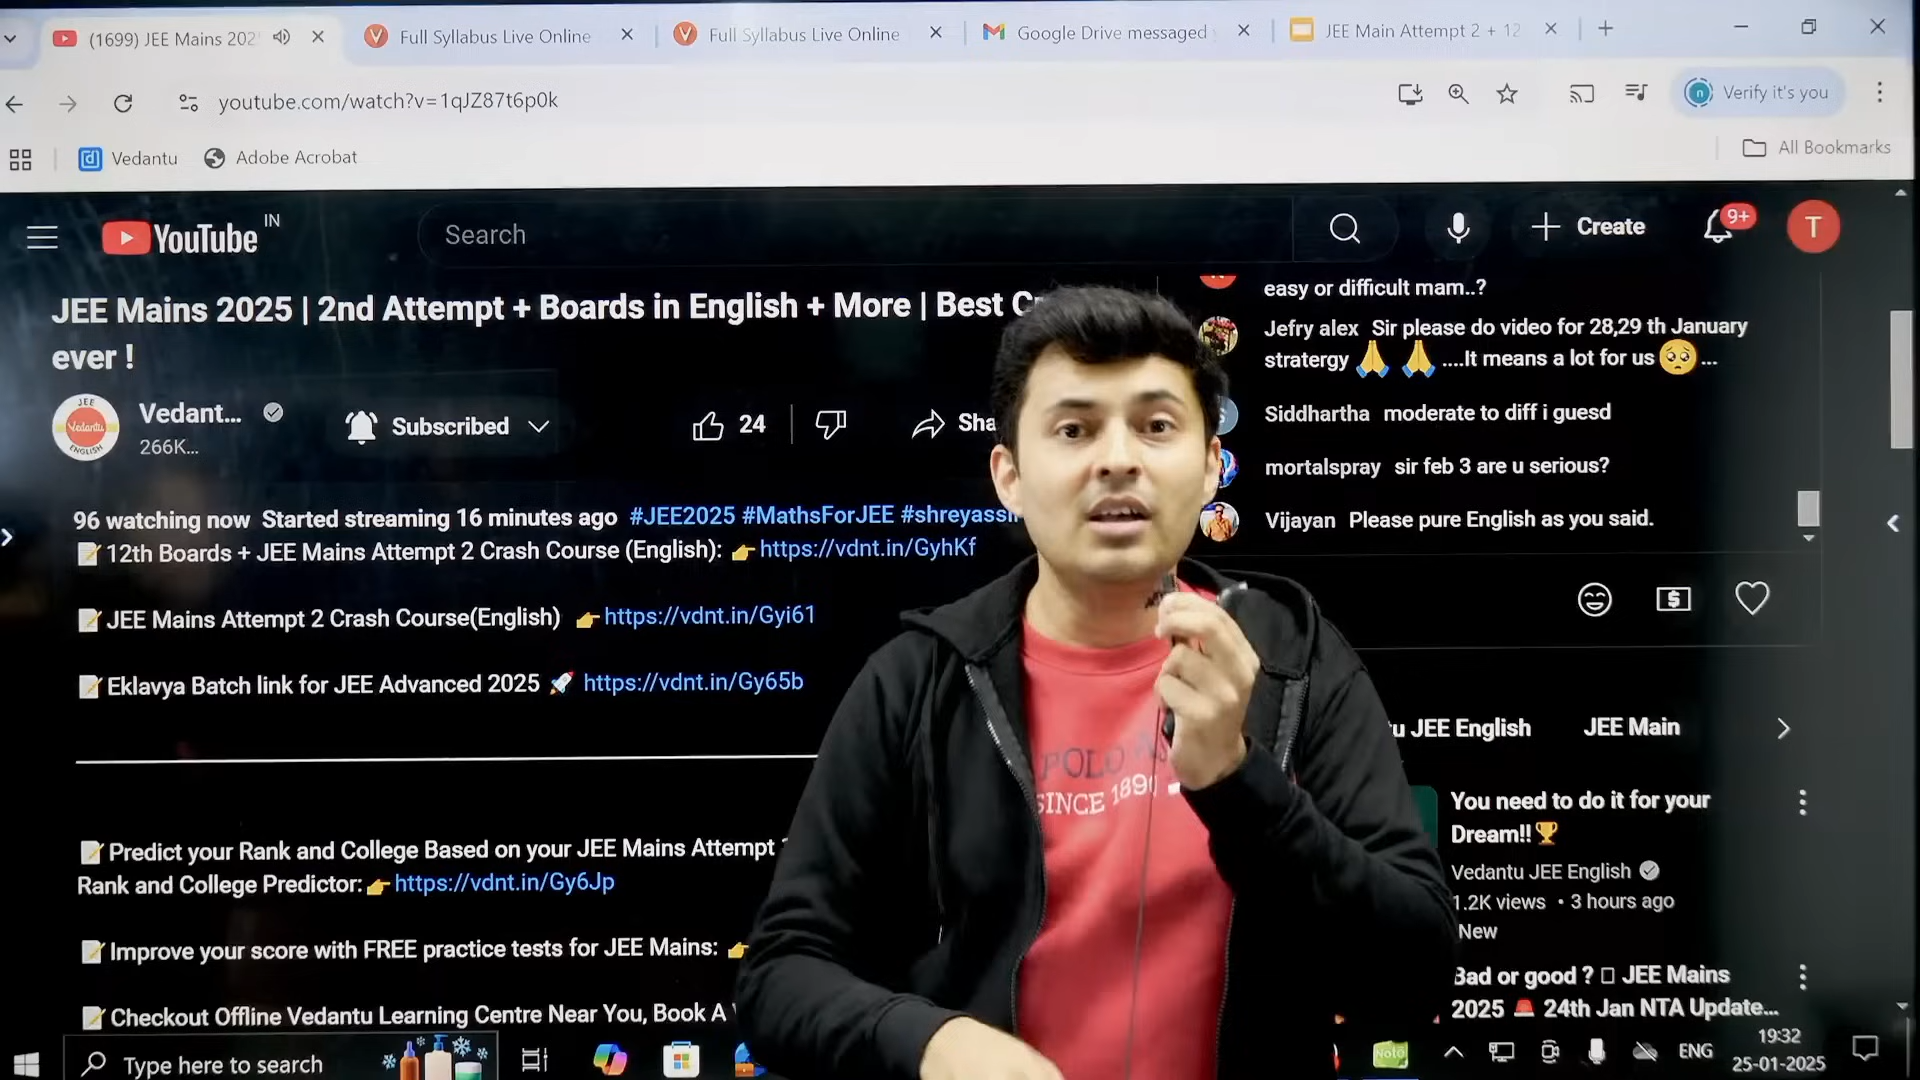 (1699) JEE Mains 202
Full Syllabus Live Online
Full Syllabus Live Online
Google Drive messaged
JEE Main Attempt 2 + 12
youtube.com/watch?v=1qJZ87t6p0k
n
Verify it's you
Vedantu
Adobe Acrobat
All Bookmarks
YouTube IN
Search
Create
9+
T
JEE Mains 2025 | 2nd Attempt + Boards in English + More | Best C
ever !
JEE
Vedantu
ENGLISH
Vedant...
266K...
Subscribed
24
Sha
96 watching now Started streaming 16 minutes ago #JEE2025 #MathsForJEE #shreyassi
📝 12th Boards + JEE Mains Attempt 2 Crash Course (English): 👉 https://vdnt.in/GyhKf
📝 JEE Mains Attempt 2 Crash Course(English) 👉 https://vdnt.in/Gyi61
📝 Eklavya Batch link for JEE Advanced 2025 🚀 https://vdnt.in/Gy65b
📝 Predict your Rank and College Based on your JEE Mains Attempt
Rank and College Predictor: 👉 https://vdnt.in/Gy6Jp
📝 Improve your score with FREE practice tests for JEE Mains: 👉
📝 Checkout Offline Vedantu Learning Centre Near You, Book A
easy or difficult mam..?
Jefry alex Sir please do video for 28,29 th January
stratergy 🙏 🙏 ....It means a lot for us 🥺 ...
Siddhartha moderate to diff i guesd
mortalspray sir feb 3 are u serious?
Vijayan Please pure English as you said.
u JEE English
JEE Main
You need to do it for your
Dream!!🏆
Vedantu JEE English
1.2K views • 3 hours ago
New
Bad or good ? ▯ JEE Mains
2025 🚨 24th Jan NTA Update...
POLO
SINCE 1890
Type here to search
Note
ENG
19:32
25-01-2025